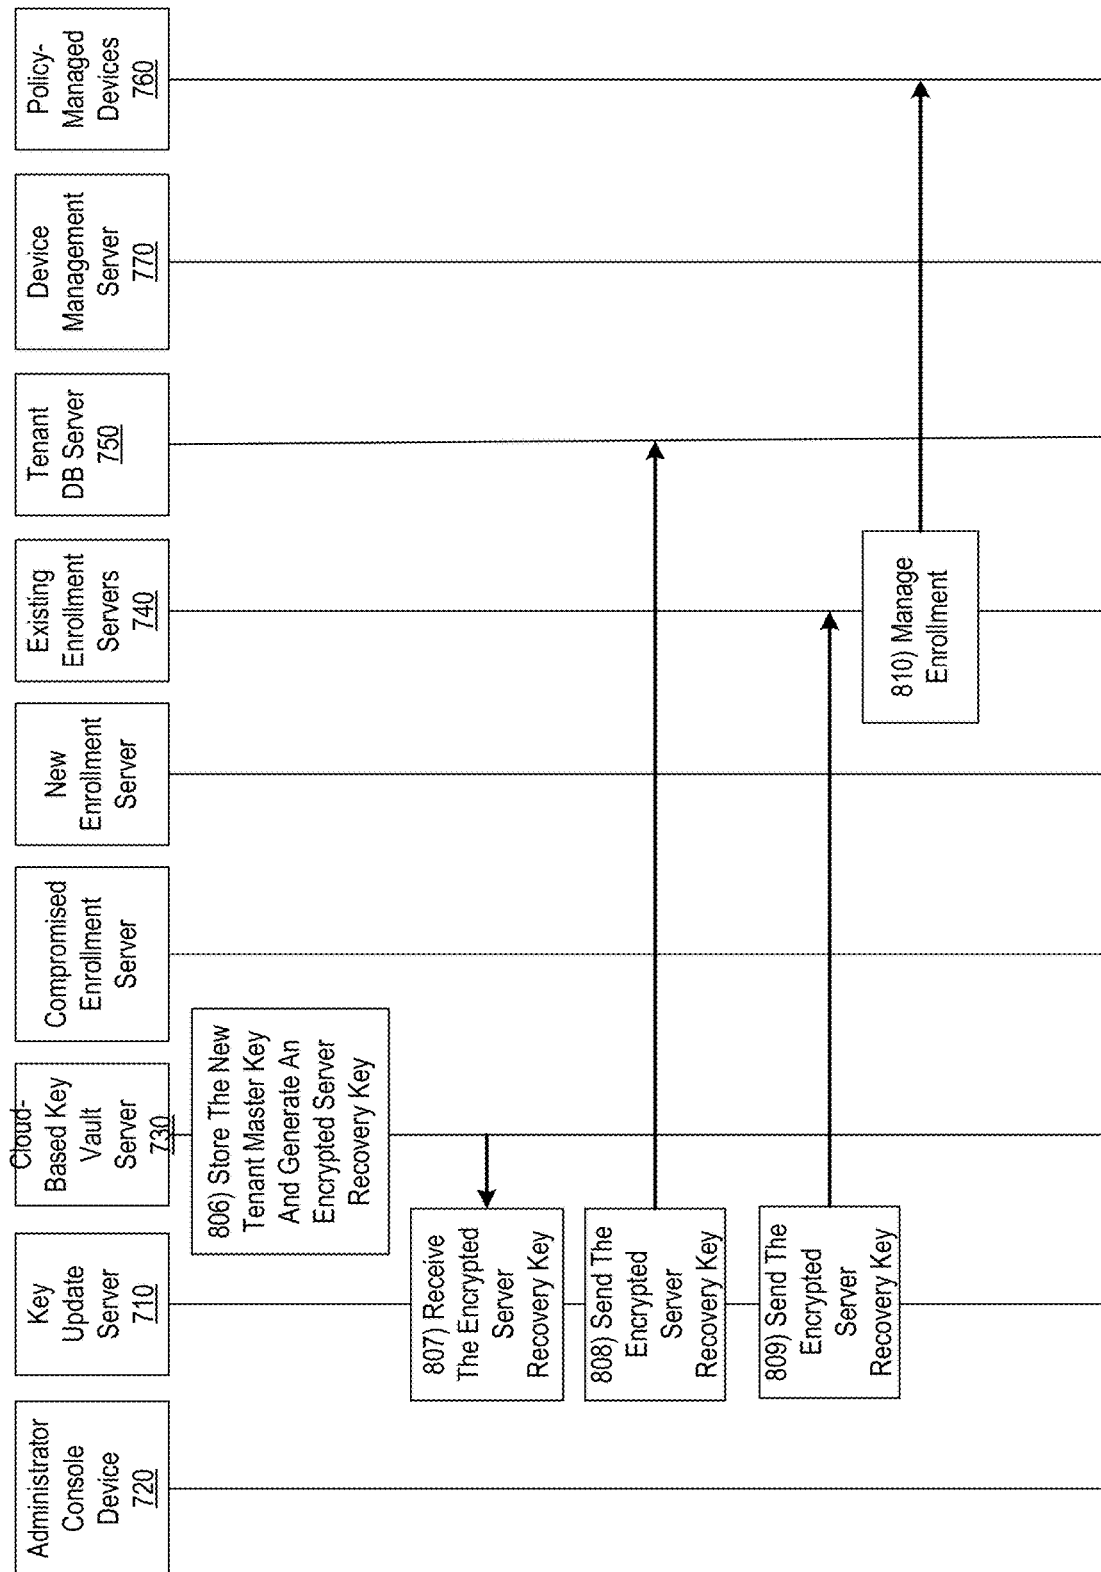 Administrator
Console
Device
720
Key
Update
Server
710
Cloud-
Based Key
Vault
Server
730
Compromised
Enrollment
Server
New
Enrollment
Server
Existing
Enrollment
Servers
740
Tenant
DB Server
750
Device
Management
Server
770
Policy-
Managed
Devices
760
806) Store The New
Tenant Master Key
And Generate An
Encrypted Server
Recovery Key
807) Receive
The Encrypted
Server
Recovery Key
808) Send The
Encrypted
Server
Recovery Key
809) Send The
Encrypted
Server
Recovery Key
810) Manage
Enrollment